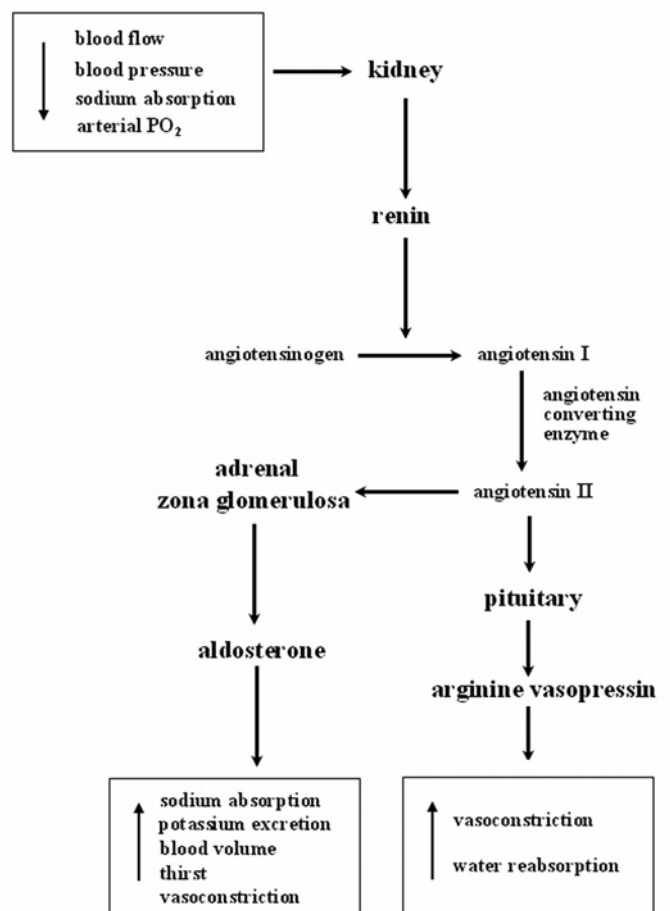 blood flow
blood pressure
sodium absorption
arterial PO₂
kidney
renin
angiotensinogen
angiotensin I
angiotensin
converting
enzyme
adrenal
zona glomerulosa
angiotensin II
pituitary
aldosterone
arginine vasopressin
sodium absorption
potassium excretion
blood volume
thirst
vasoconstriction
vasoconstriction
water reabsorption